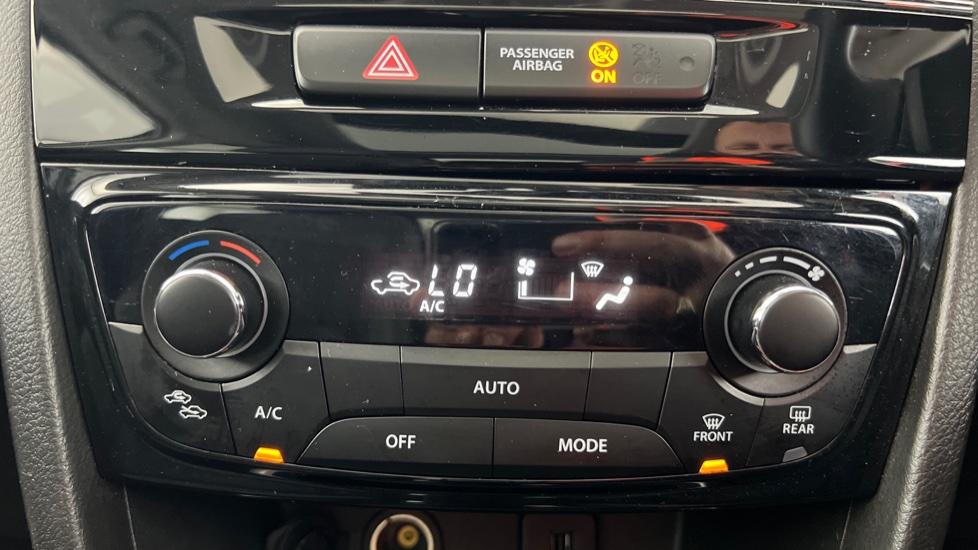 PASSENGER
AIRBAG
ON
OFF
LO
A/C
AUTO
A/C
OFF
MODE
FRONT
REAR